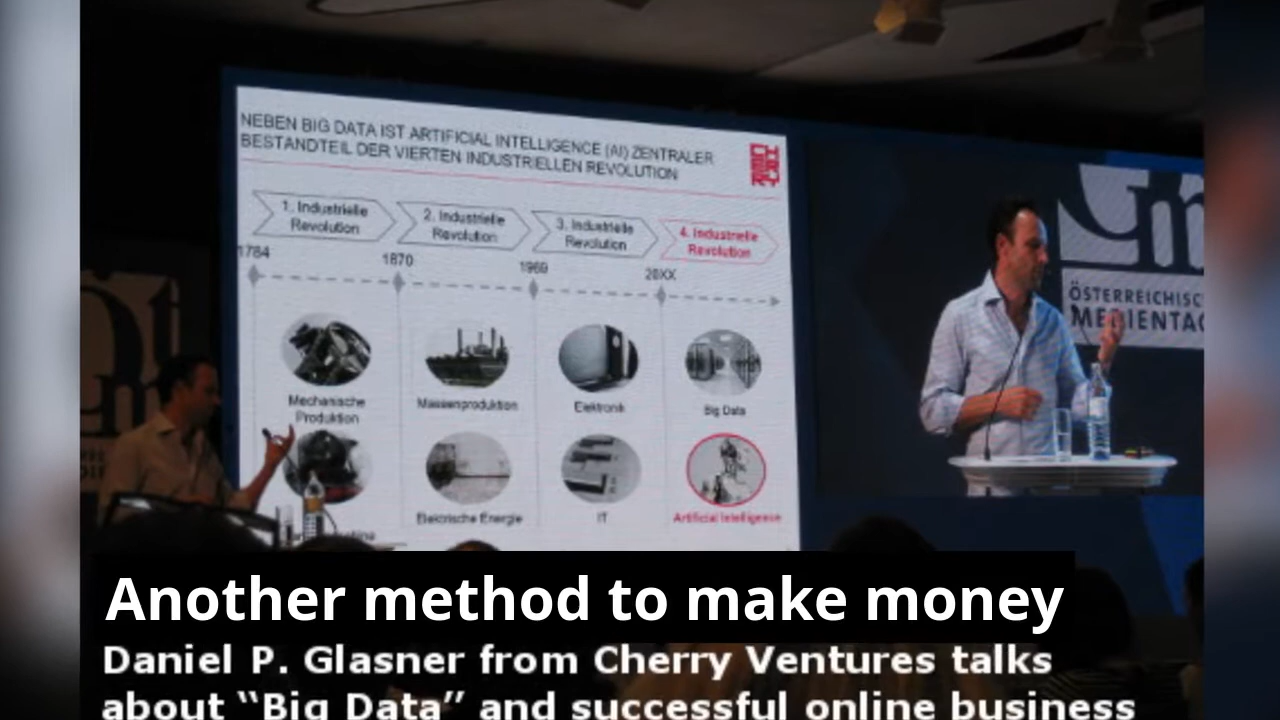 NEBEN BIG DATA IST ARTIFICIAL INTELLIGENCE (AI) ZENTRALER
BESTANDTEIL DER VIERTEN INDUSTRIELLEN REVOLUTION
CHERRY
1. Industrielle
Revolution
2. Industrielle
Revolution
3. Industrielle
Revolution
4. Industrielle
Revolution
1784
1870
1969
20XX
Mechanische
Produktion
Massenproduktion
Elektronik
Big Data
Elektrische Energie
IT
Artificial Intelligence
ÖSTERREICHISC
MEDIENTAG
Another method to make money
Daniel P. Glasner from Cherry Ventures talks
about “Big Data” and successful online business